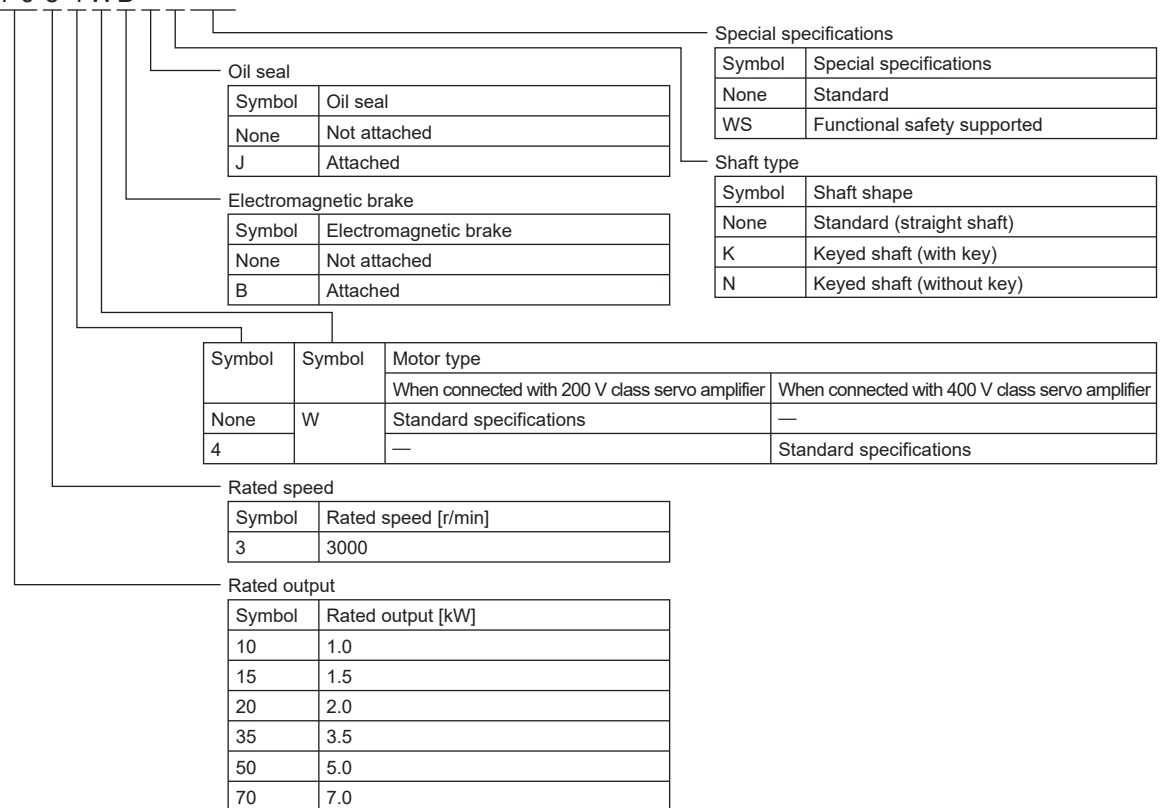 Special specifications
Symbol Special specifications
None Standard
WS Functional safety supported
Oil seal
Symbol Oil seal
None Not attached
J Attached
Shaft type
Symbol Shaft shape
None Standard (straight shaft)
K Keyed shaft (with key)
N Keyed shaft (without key)
Electromagnetic brake
Symbol Electromagnetic brake
None Not attached
B Attached
Symbol Symbol Motor type
When connected with 200 V class servo amplifier When connected with 400 V class servo amplifier
None W Standard specifications —
4 — Standard specifications
Rated speed
Symbol Rated speed [r/min]
3 3000
Rated output
Symbol Rated output [kW]
10 1.0
15 1.5
20 2.0
35 3.5
50 5.0
70 7.0